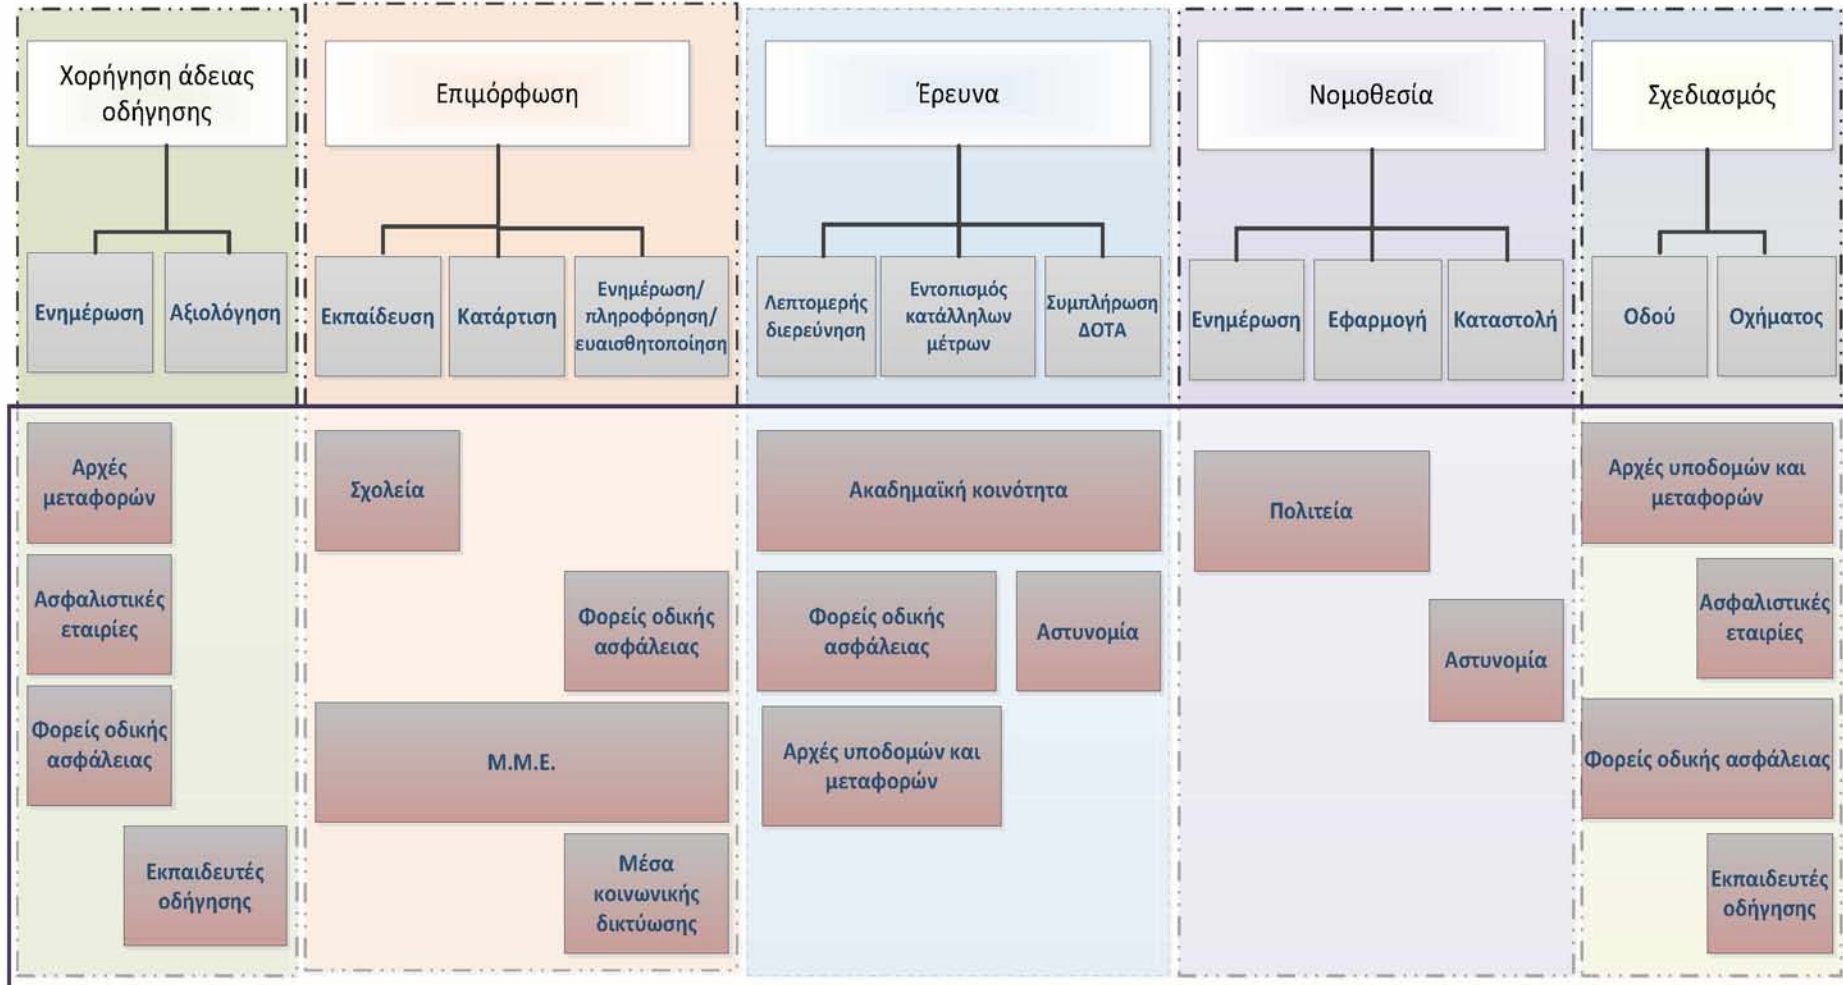 Χορήγηση άδειας
οδήγησης
Επιμόρφωση
Έρευνα
Νομοθεσία
Σχεδιασμός
Ενημέρωση
Αξιολόγηση
Εκπαίδευση
Κατάρτιση
Ενημέρωση/
πληροφόρηση/
ευαισθητοποίηση
Λεπτομερής
διερεύνηση
Εντοπισμός
κατάλληλων
μέτρων
Συμπλήρωση
ΔΟΤΑ
Ενημέρωση
Εφαρμογή
Καταστολή
Οδού
Οχήματος
Αρχές
μεταφορών
Ασφαλιστικές
εταιρίες
Φορείς οδικής
ασφάλειας
Εκπαιδευτές
οδήγησης
Σχολεία
Φορείς οδικής
ασφάλειας
Μ.Μ.Ε.
Μέσα
κοινωνικής
δικτύωσης
Ακαδημαϊκή κοινότητα
Φορείς οδικής
ασφάλειας
Αστυνομία
Αρχές υποδομών και
μεταφορών
Πολιτεία
Αστυνομία
Αρχές υποδομών και
μεταφορών
Ασφαλιστικές
εταιρίες
Φορείς οδικής ασφάλειας
Εκπαιδευτές
οδήγησης